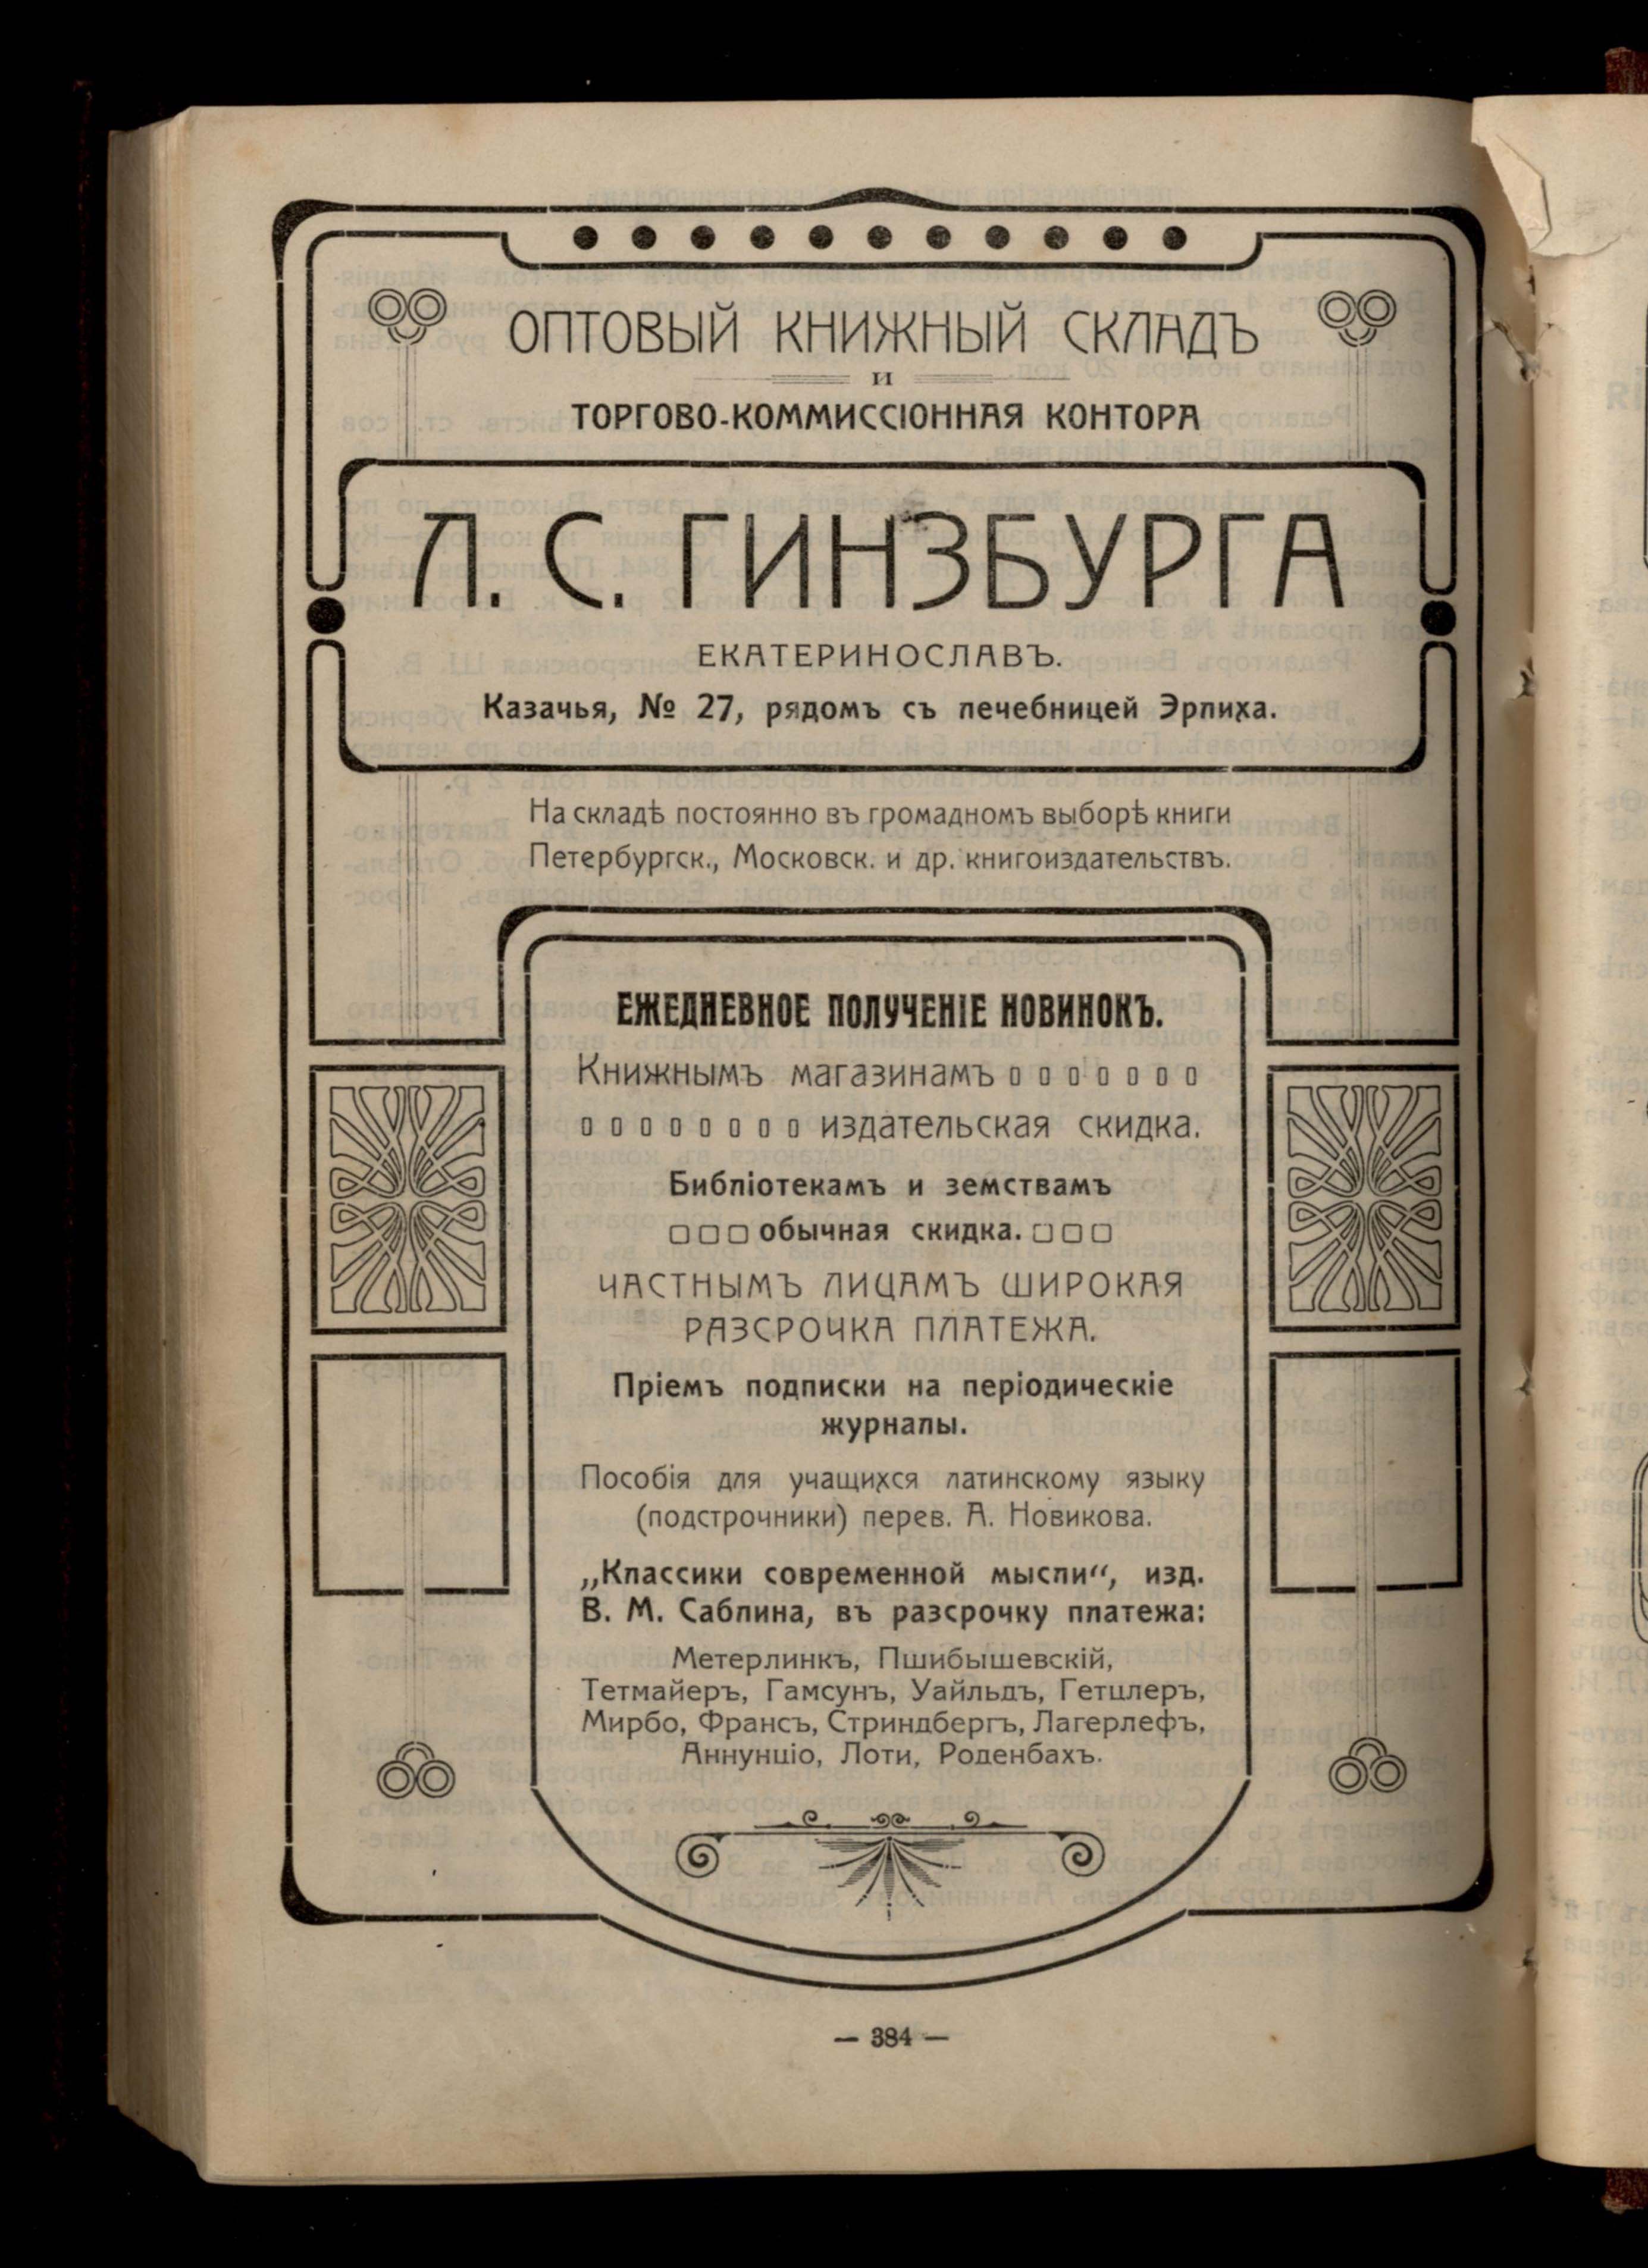 ОПТОВЫЙ КНИЖНЫЙ СКЛАДЪ
И
ТОРГОВО-КОММИССІОННАЯ КОНТОРА
Л. С. ГИНЗБУРГА
ЕКАТЕРИНОСЛАВЪ.
Казачья, № 27, рядомъ съ лечебницей Эрлиха.
На складѣ постоянно въ громадномъ выборѣ книги
Петербургск., Московск. и др. книгоиздательствъ.
ЕЖЕДНЕВНОЕ ПОЛУЧЕНІЕ НОВИНОКЪ.
Книжнымъ магазинамъ
издательская скидка.
Библіотекамъ и земствамъ
обычная скидка.
ЧАСТНЫМЪ ЛИЦАМЪ ШИРОКАЯ
РАЗСРОЧКА ПЛАТЕЖА.
Пріемъ подписки на періодическіе
журналы.
Пособія для учащихся латинскому языку
(подстрочники) перев. А. Новикова.
„Классики современной мысли“, изд.
В. М. Саблина, въ разсрочку платежа:
Метерлинкъ, Пшибышевскій,
Тетмайеръ, Гамсунъ, Уайльдъ, Гетцлеръ,
Мирбо, Франсъ, Стриндбергъ, Лагерлефъ,
Аннунціо, Лоти, Роденбахъ.
— 384 —